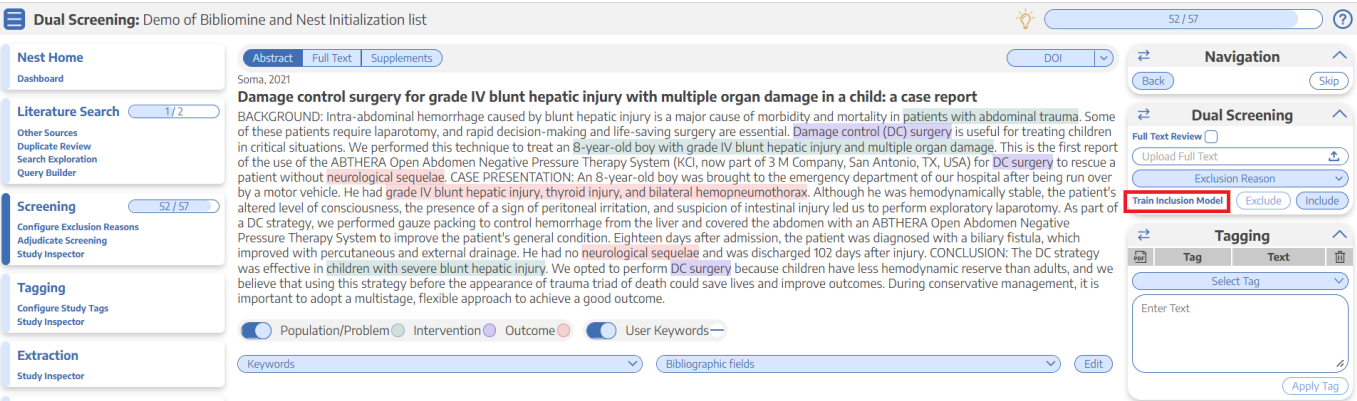 Dual Screening: Demo of Bibliomine and Nest Initialization list
52 / 57
?
Nest Home
Dashboard
Literature Search 1 / 2
Other Sources
Duplicate Review
Search Exploration
Query Builder
Screening 52 / 57
Configure Exclusion Reasons
Adjudicate Screening
Study Inspector
Tagging
Configure Study Tags
Study Inspector
Extraction
Study Inspector
Abstract Full Text Supplements
DOI
Soma, 2021
Damage control surgery for grade IV blunt hepatic injury with multiple organ damage in a child: a case report
BACKGROUND: Intra-abdominal hemorrhage caused by blunt hepatic injury is a major cause of morbidity and mortality in patients with abdominal trauma. Some
of these patients require laparotomy, and rapid decision-making and life-saving surgery are essential. Damage control (DC) surgery is useful for treating children
in critical situations. We performed this technique to treat an 8-year-old boy with grade IV blunt hepatic injury and multiple organ damage. This is the first report
of the use of the ABTHERA Open Abdomen Negative Pressure Therapy System (KCI, now part of 3 M Company, San Antonio, TX, USA) for DC surgery to rescue a
patient without neurological sequelae. CASE PRESENTATION: An 8-year-old boy was brought to the emergency department of our hospital after being run over
by a motor vehicle. He had grade IV blunt hepatic injury, thyroid injury, and bilateral hemopneumothorax. Although he was hemodynamically stable, the patient's
altered level of consciousness, the presence of a sign of peritoneal irritation, and suspicion of intestinal injury led us to perform exploratory laparotomy. As part of
a DC strategy, we performed gauze packing to control hemorrhage from the liver and covered the abdomen with an ABTHERA Open Abdomen Negative
Pressure Therapy System to improve the patient's general condition. Eighteen days after admission, the patient was diagnosed with a biliary fistula, which
improved with percutaneous and external drainage. He had no neurological sequelae and was discharged 102 days after injury. CONCLUSION: The DC strategy
was effective in children with severe blunt hepatic injury. We opted to perform DC surgery because children have less hemodynamic reserve than adults, and we
believe that using this strategy before the appearance of trauma triad of death could save lives and improve outcomes. During conservative management, it is
important to adopt a multistage, flexible approach to achieve a good outcome.
Population/Problem Intervention Outcome User Keywords
Keywords Bibliographic fields Edit
Navigation
Back Skip
Dual Screening
Full Text Review
Upload Full Text
Exclusion Reason
Train Inclusion Model Exclude Include
Tagging
PDF Tag Text
Select Tag
Enter Text
Apply Tag